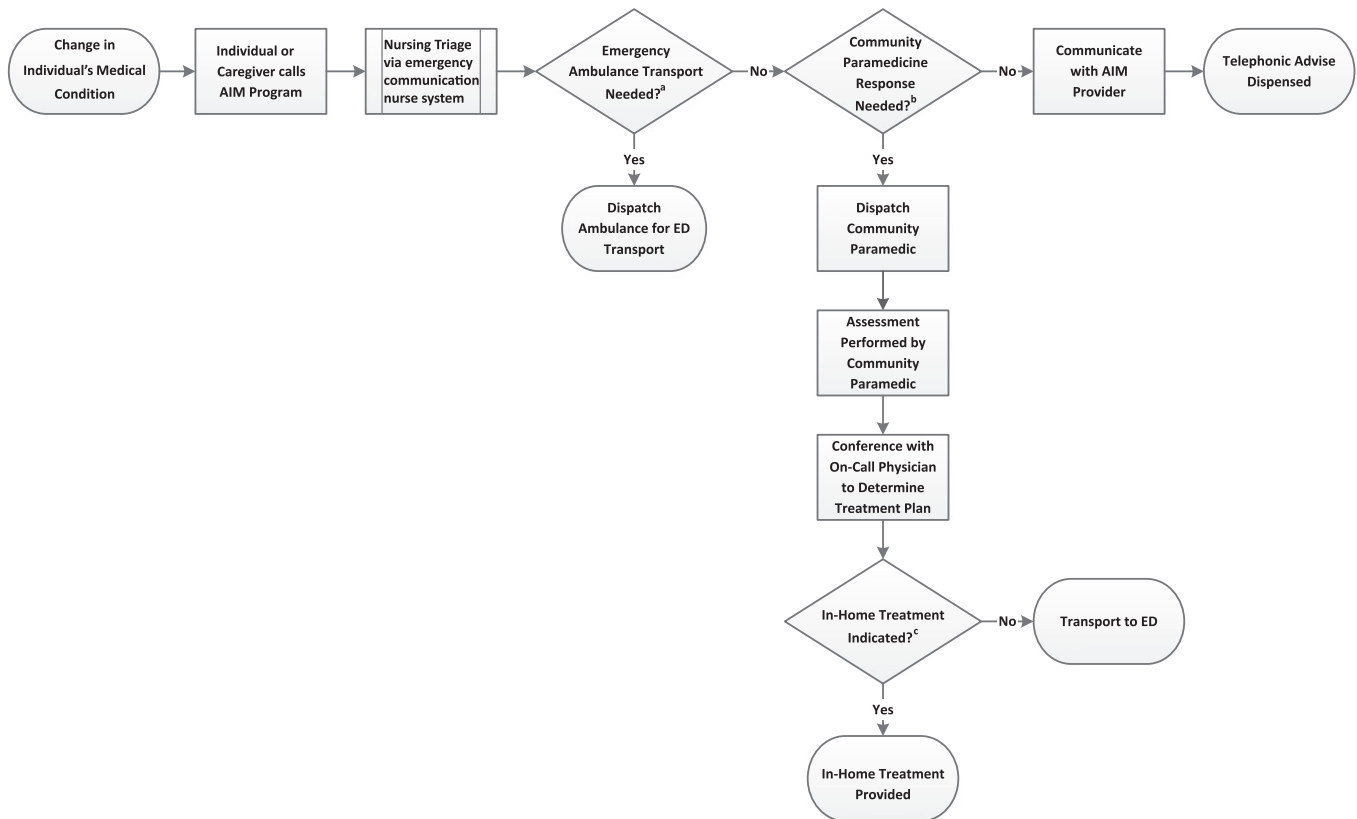 Change in
Individual's Medical
Condition
Individual or
Caregiver calls
AIM Program
Nursing Triage
via emergency
communication
nurse system
Emergency
Ambulance Transport
Needed?a
No
Community
Paramedicine
Response
Needed?b
No
Communicate
with AIM
Provider
Telephonic Advise
Dispensed
Yes
Yes
Dispatch
Ambulance for ED
Transport
Dispatch
Community
Paramedic
Assessment
Performed by
Community
Paramedic
Conference with
On-Call Physician
to Determine
Treatment Plan
In-Home Treatment
Indicated?c
No
Transport to ED
Yes
In-Home Treatment
Provided